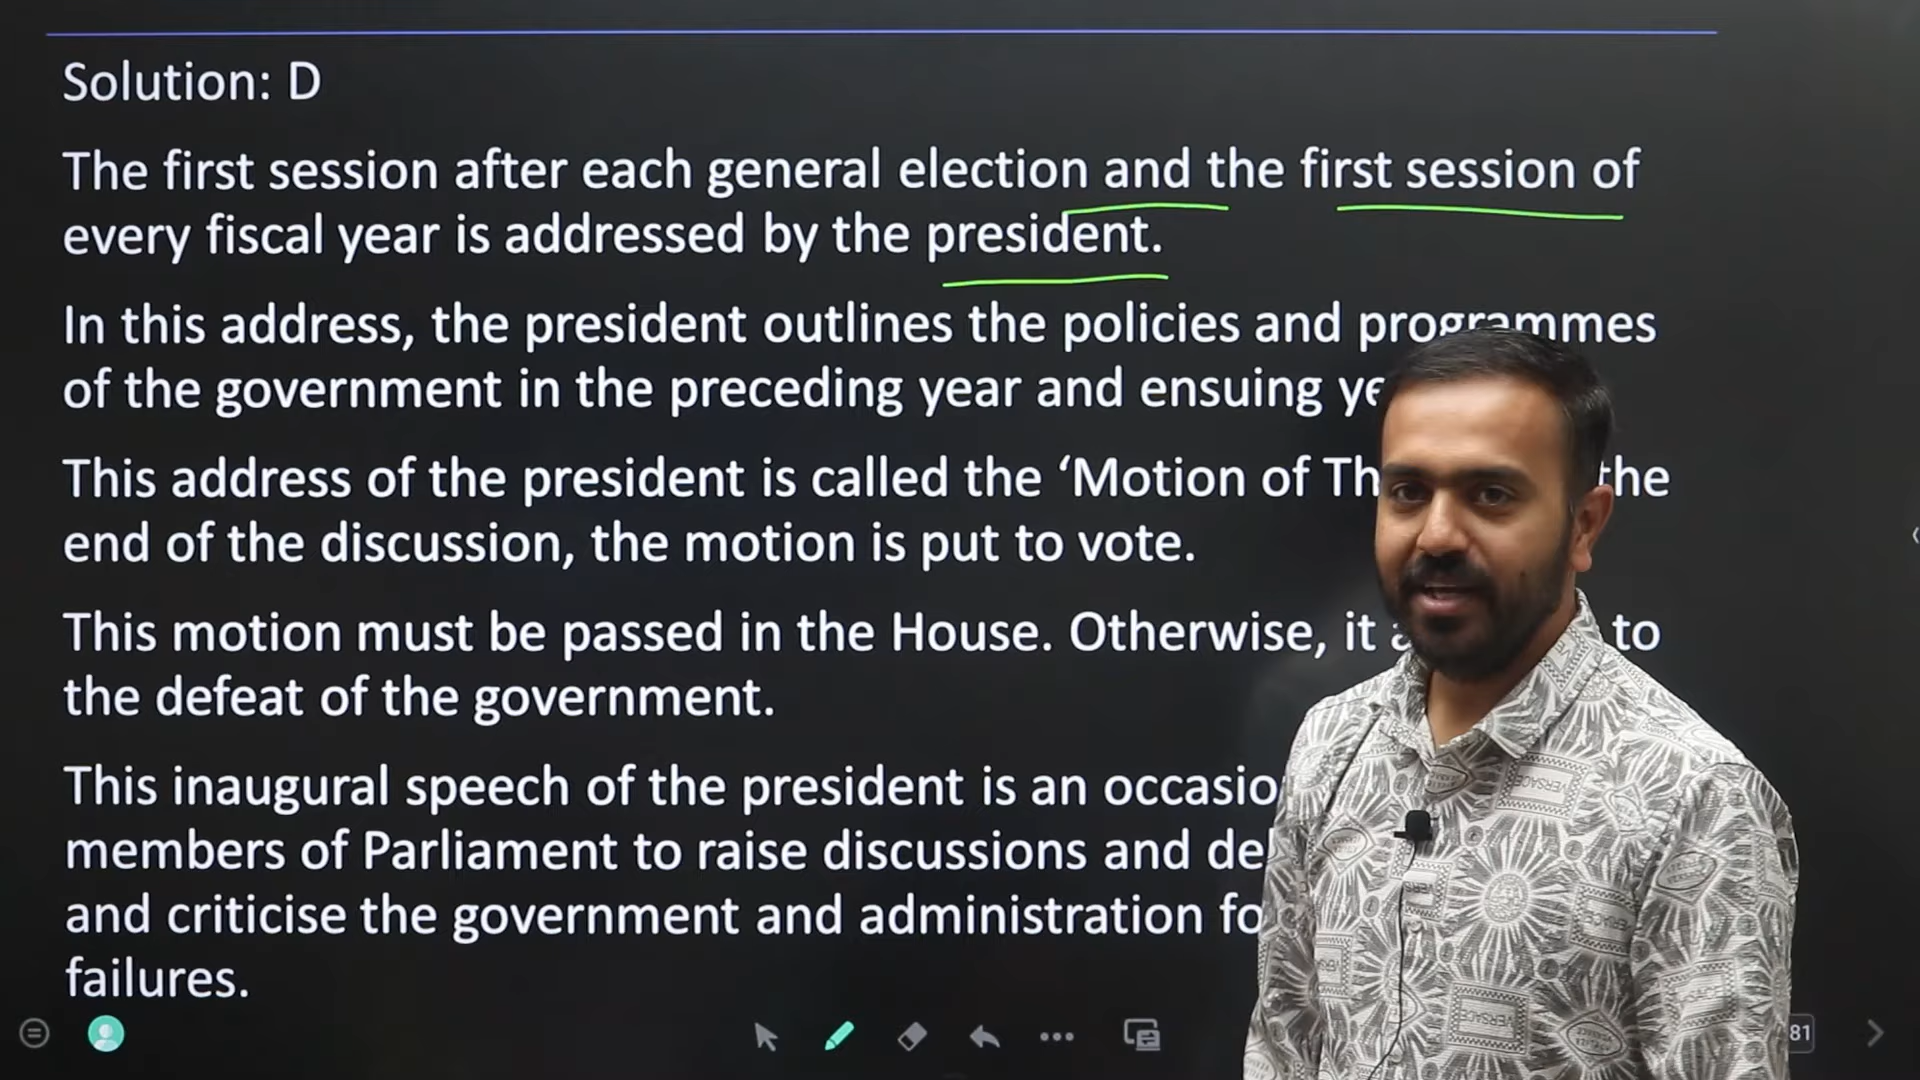 Solution: D
The first session after each general election and the first session of
every fiscal year is addressed by the president.
In this address, the president outlines the policies and programmes
of the government in the preceding year and ensuing
This address of the president is called the ‘Motion of the
end of the discussion, the motion is put to vote.
This motion must be passed in the House. Otherwise, it to
the defeat of the government.
This inaugural speech of the president is an
members of Parliament to raise discussions and
and criticise the government and administration
failures.
VERSACE
VERSACE
81